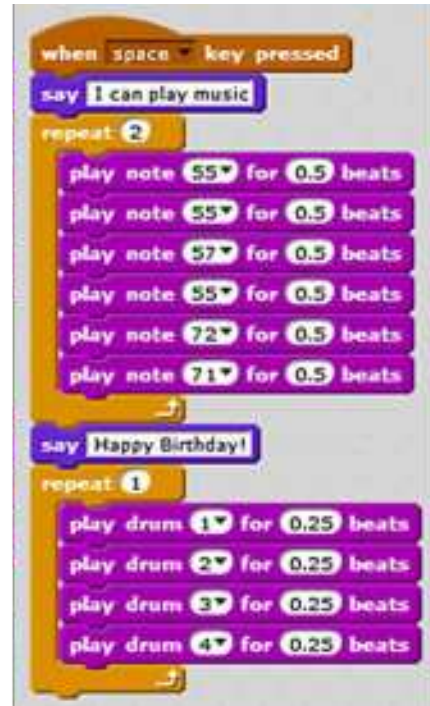 when space key pressed
say I can play music
repeat 2
play note 55 for 0.5 beats
play note 55 for 0.5 beats
play note 57 for 0.5 beats
play note 55 for 0.5 beats
play note 72 for 0.5 beats
play note 71 for 0.5 beats
say Happy Birthday!
repeat 1
play drum 1 for 0.25 beats
play drum 2 for 0.25 beats
play drum 3 for 0.25 beats
play drum 4 for 0.25 beats